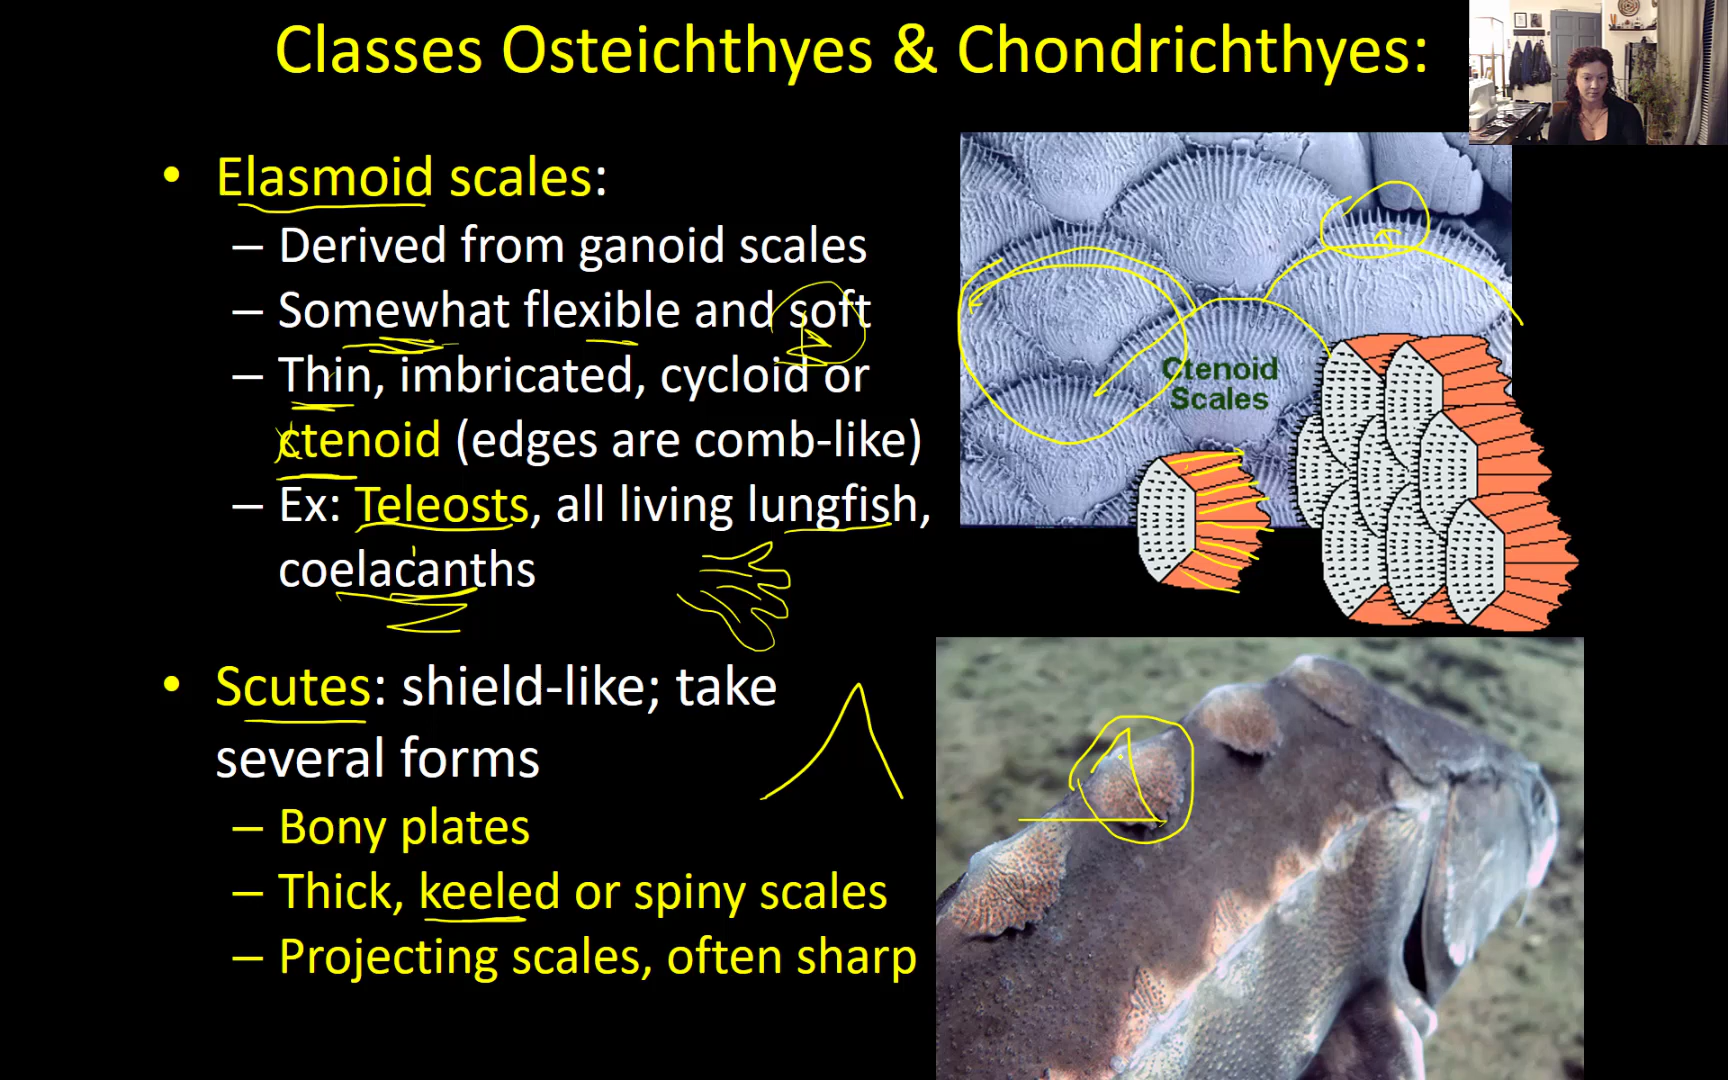 Classes Osteichthyes & Chondrichthyes:
• Elasmoid scales:
– Derived from ganoid scales
– Somewhat flexible and soft
– Thin, imbricated, cycloid or
ctenoid (edges are comb-like)
– Ex: Teleosts, all living lungfish,
coelacanths
• Scutes: shield-like; take
several forms
– Bony plates
– Thick, keeled or spiny scales
– Projecting scales, often sharp
Ctenoid
Scales